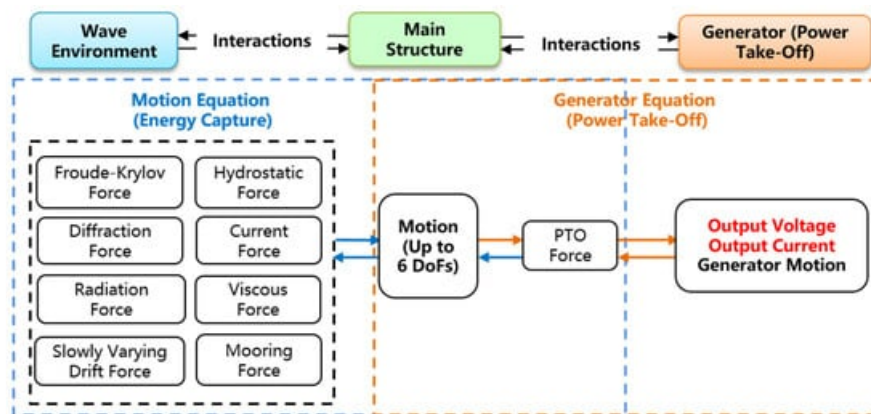 Wave
Environment
Interactions
Main
Structure
Interactions
Generator (Power
Take-Off)
Motion Equation
(Energy Capture)
Generator Equation
(Power Take-Off)
Froude-Krylov
Force
Hydrostatic
Force
Diffraction
Force
Current
Force
Radiation
Force
Viscous
Force
Slowly Varying
Drift Force
Mooring
Force
Motion
(Up to
6 DoFs)
PTO
Force
Output Voltage
Output Current
Generator Motion